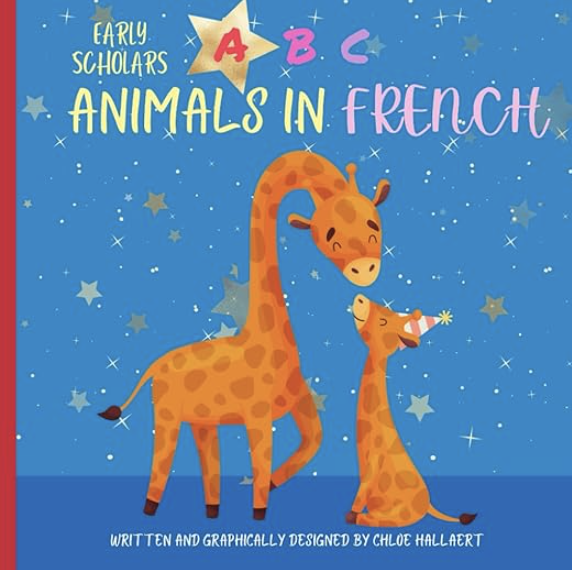 EARLY
SCHOLARS
A B C
ANIMALS IN FRENCH
WRITTEN AND GRAPHICALLY DESIGNED BY CHLOE HALLAERT